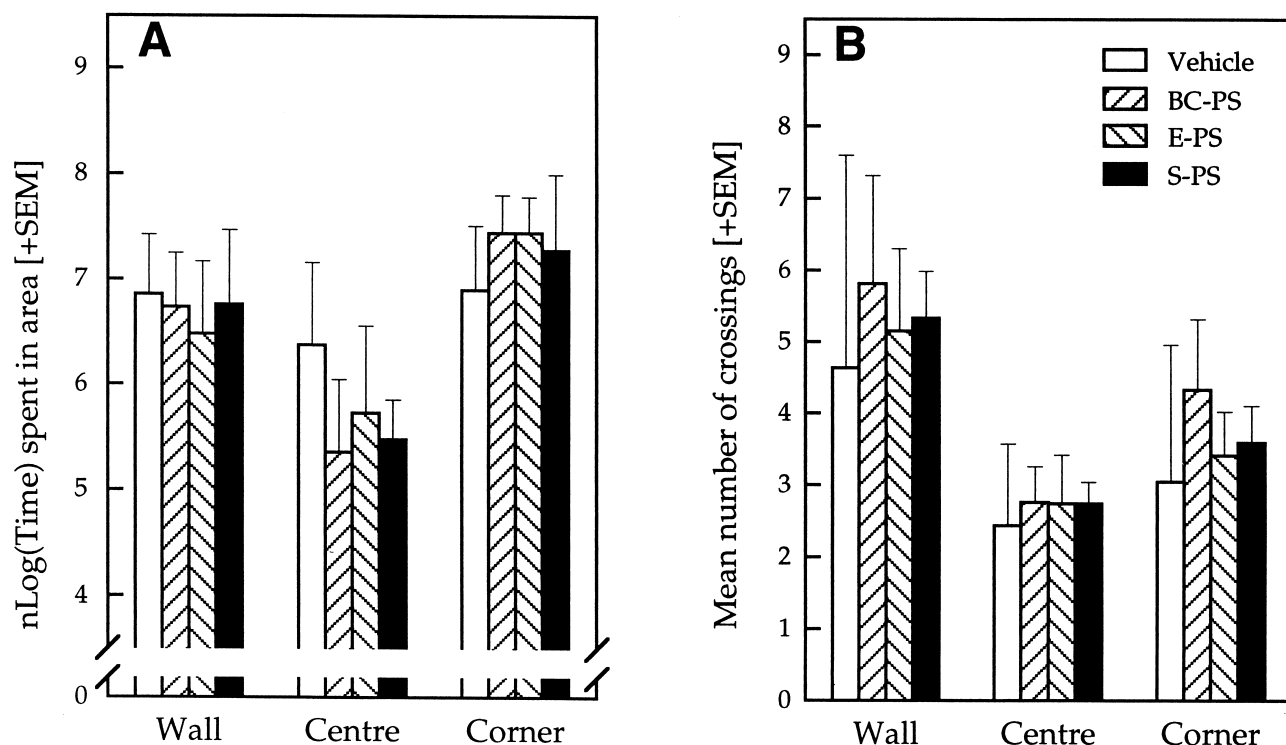 A
nLog(Time) spent in area [+SEM]
9
8
7
6
5
4
0
Wall Centre Corner
B
Mean number of crossings [+SEM]
9
8
7
6
5
4
3
2
1
0
Vehicle
BC-PS
E-PS
S-PS
Wall Centre Corner